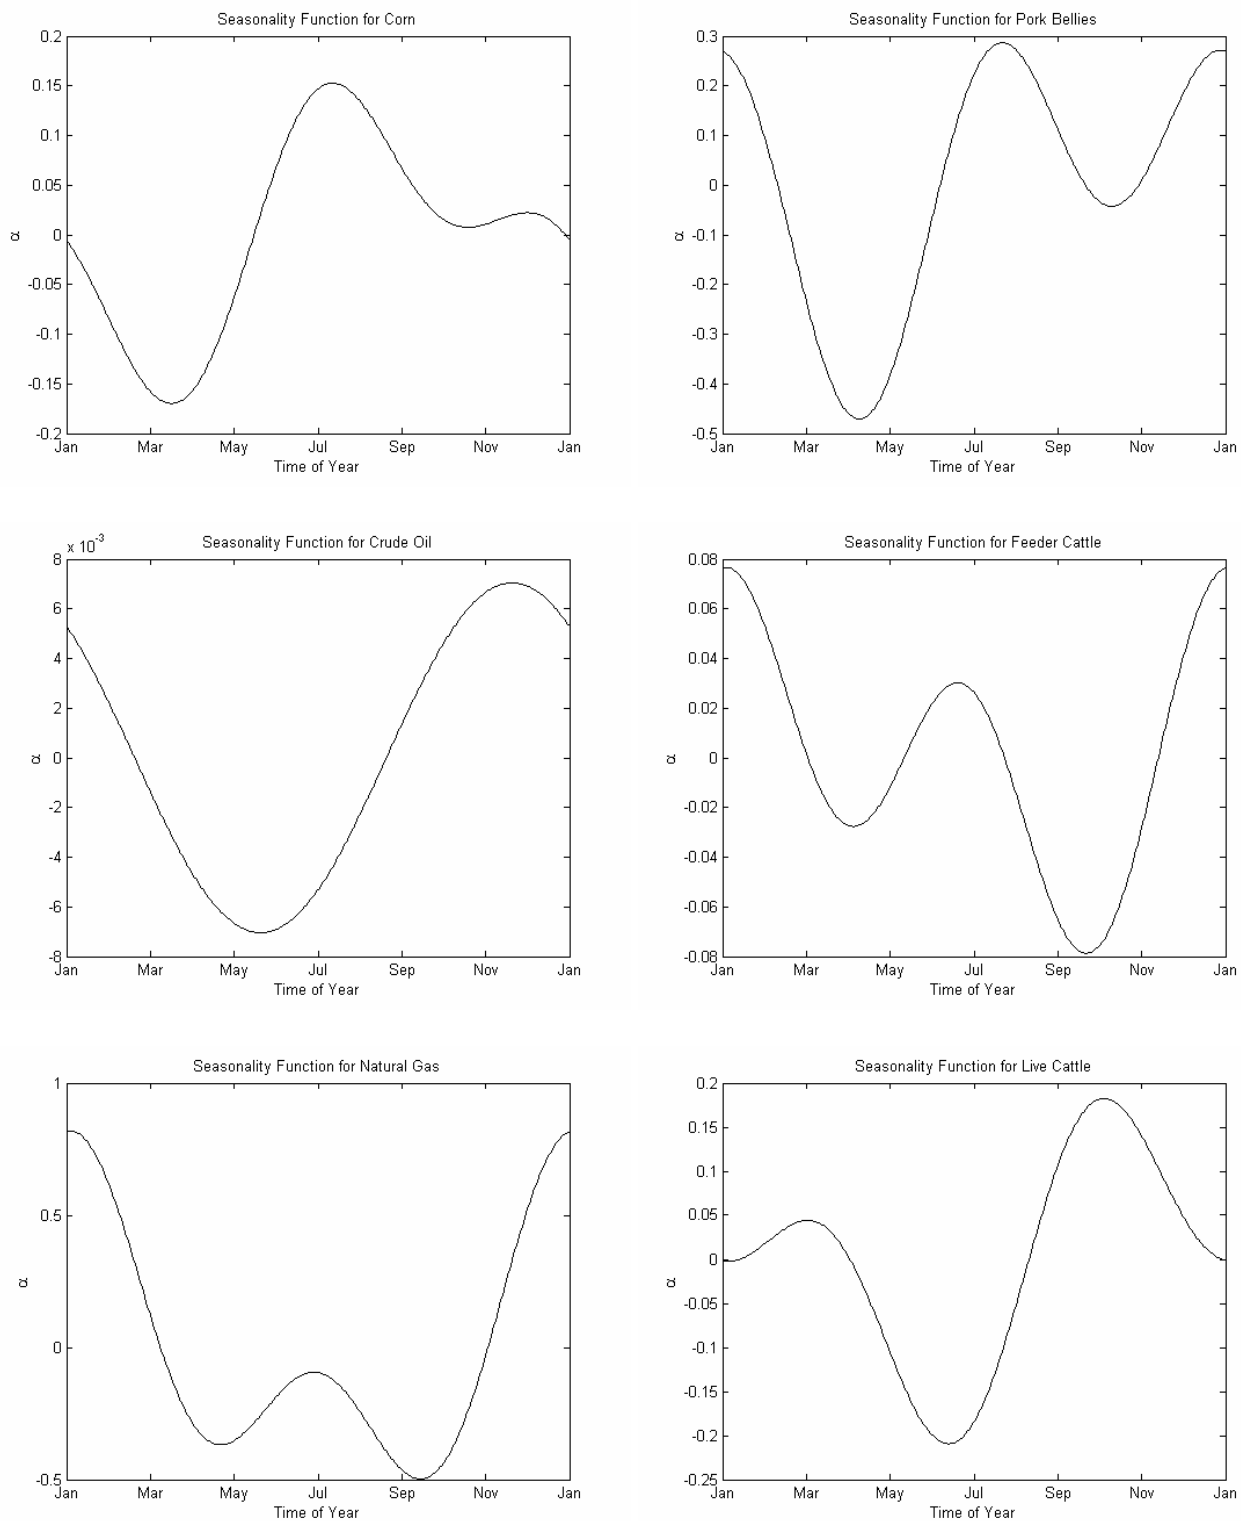 Seasonality Function for Corn
0.2
0.15
0.1
0.05
0
-0.05
-0.1
-0.15
-0.2
α
Jan Mar May Jul Sep Nov Jan
Time of Year
Seasonality Function for Pork Bellies
0.3
0.2
0.1
0
-0.1
-0.2
-0.3
-0.4
-0.5
α
Jan Mar May Jul Sep Nov Jan
Time of Year
Seasonality Function for Crude Oil
x 10⁻³
8
6
4
2
0
-2
-4
-6
-8
α
Jan Mar May Jul Sep Nov Jan
Time of Year
Seasonality Function for Feeder Cattle
0.08
0.06
0.04
0.02
0
-0.02
-0.04
-0.06
-0.08
α
Jan Mar May Jul Sep Nov Jan
Time of Year
Seasonality Function for Natural Gas
1
0.5
0
-0.5
α
Jan Mar May Jul Sep Nov Jan
Time of Year
Seasonality Function for Live Cattle
0.2
0.15
0.1
0.05
0
-0.05
-0.1
-0.15
-0.2
-0.25
α
Jan Mar May Jul Sep Nov Jan
Time of Year